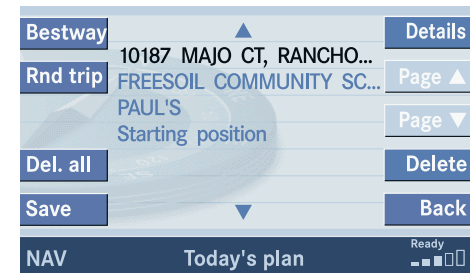 Bestway
Details
10187 MAJO CT, RANCHO...
Rnd trip
FREESOIL COMMUNITY SC...
Page ▲
PAUL'S
Page ▼
Starting position
Del. all
Delete
Save
Back
NAV
Today's plan
Ready